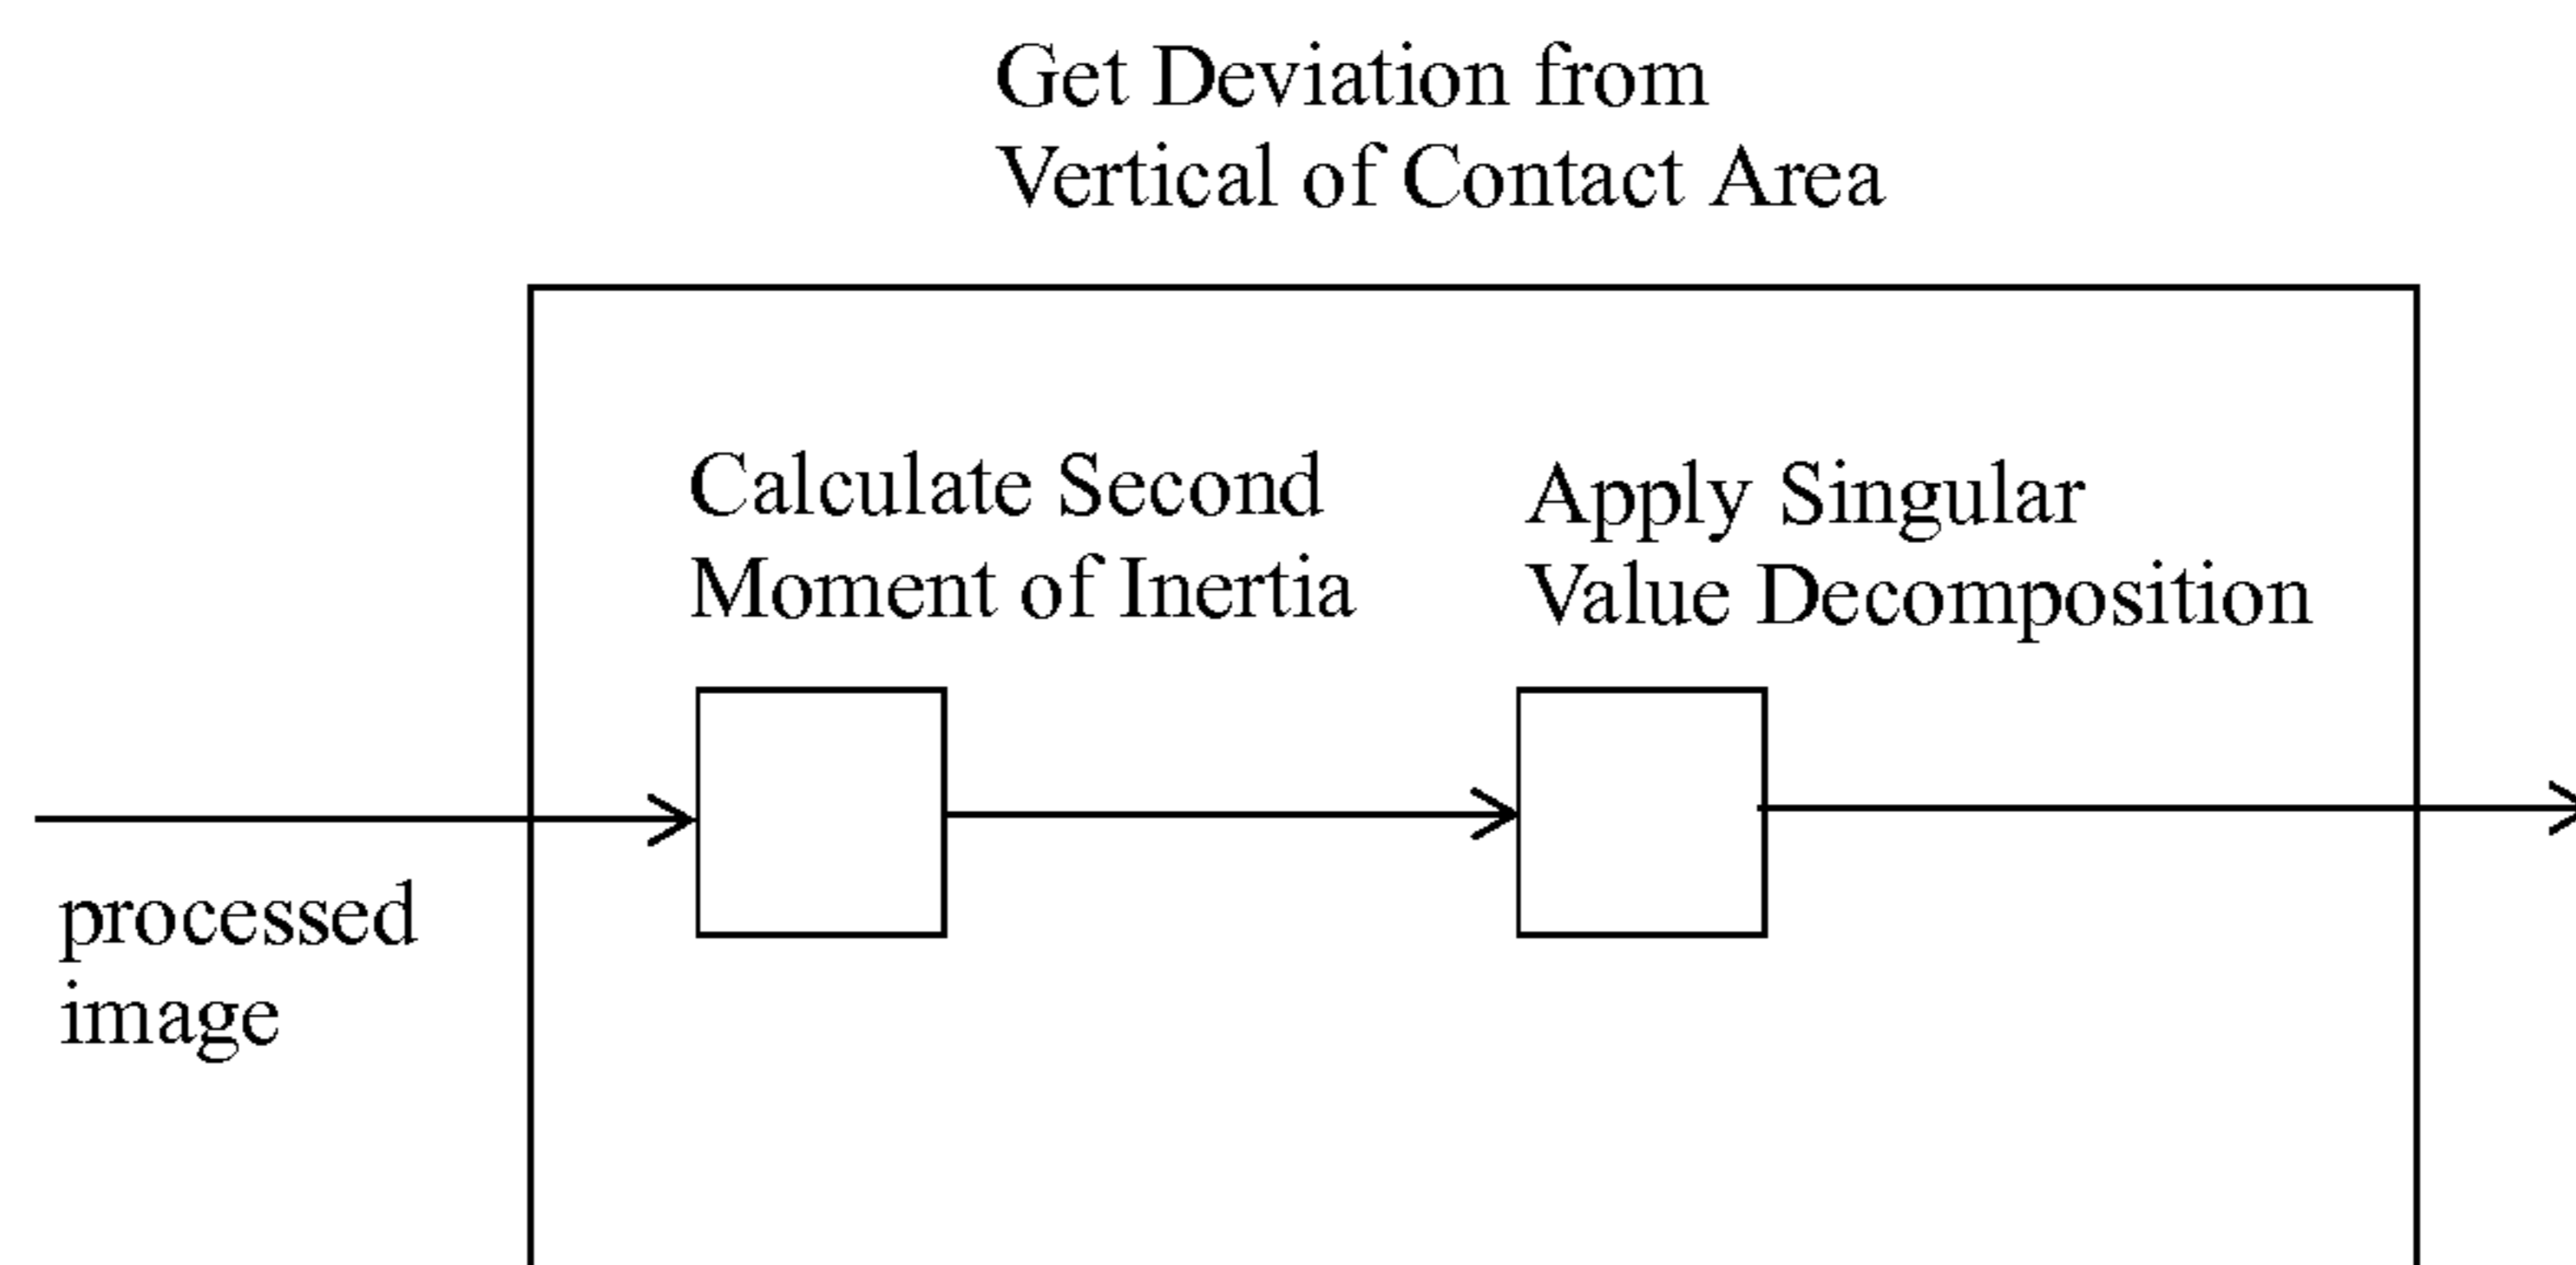 Get Deviation from
Vertical of Contact Area
Calculate Second
Moment of Inertia
Apply Singular
Value Decomposition
processed
image